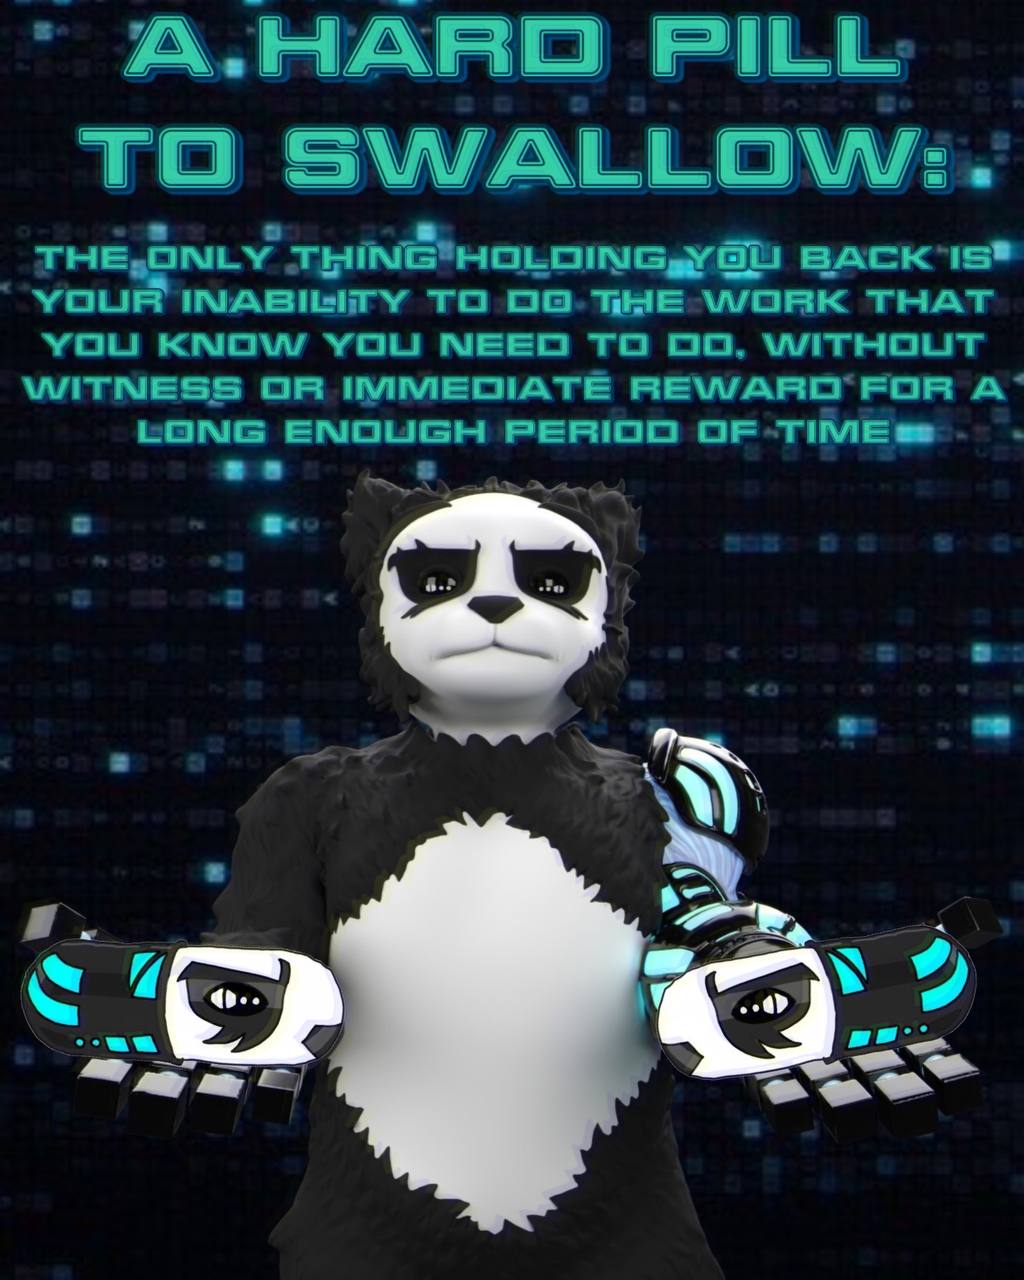 A HARD PILL
TO SWALLOW:
THE ONLY THING HOLDING YOU BACK IS
YOUR INABILITY TO DO THE WORK THAT
YOU KNOW YOU NEED TO DO, WITHOUT
WITNESS OR IMMEDIATE REWARD FOR A
LONG ENOUGH PERIOD OF TIME